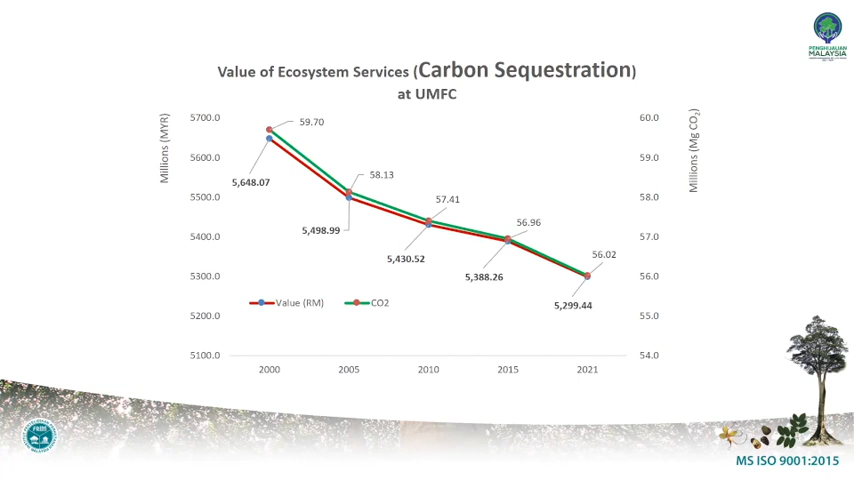 PENGHIJAUAN
MALAYSIA
Value of Ecosystem Services (Carbon Sequestration)
at UMFC
Millions (MYR)
Millions (Mg CO2)
5700.0
5600.0
5500.0
5400.0
5300.0
5200.0
5100.0
60.0
59.0
58.0
57.0
56.0
55.0
54.0
59.70
58.13
57.41
56.96
56.02
5,648.07
5,498.99
5,430.52
5,388.26
5,299.44
Value (RM)
CO2
2000 2005 2010 2015 2021
FRIM
MS ISO 9001:2015